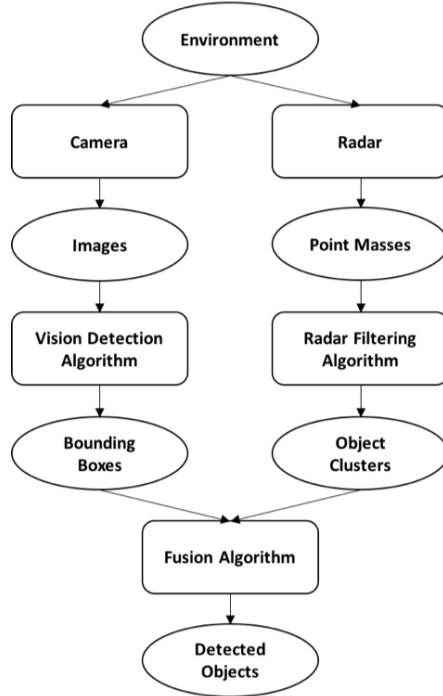 Environment
Camera
Radar
Images
Point Masses
Vision Detection
Algorithm
Radar Filtering
Algorithm
Bounding
Boxes
Object
Clusters
Fusion Algorithm
Detected
Objects